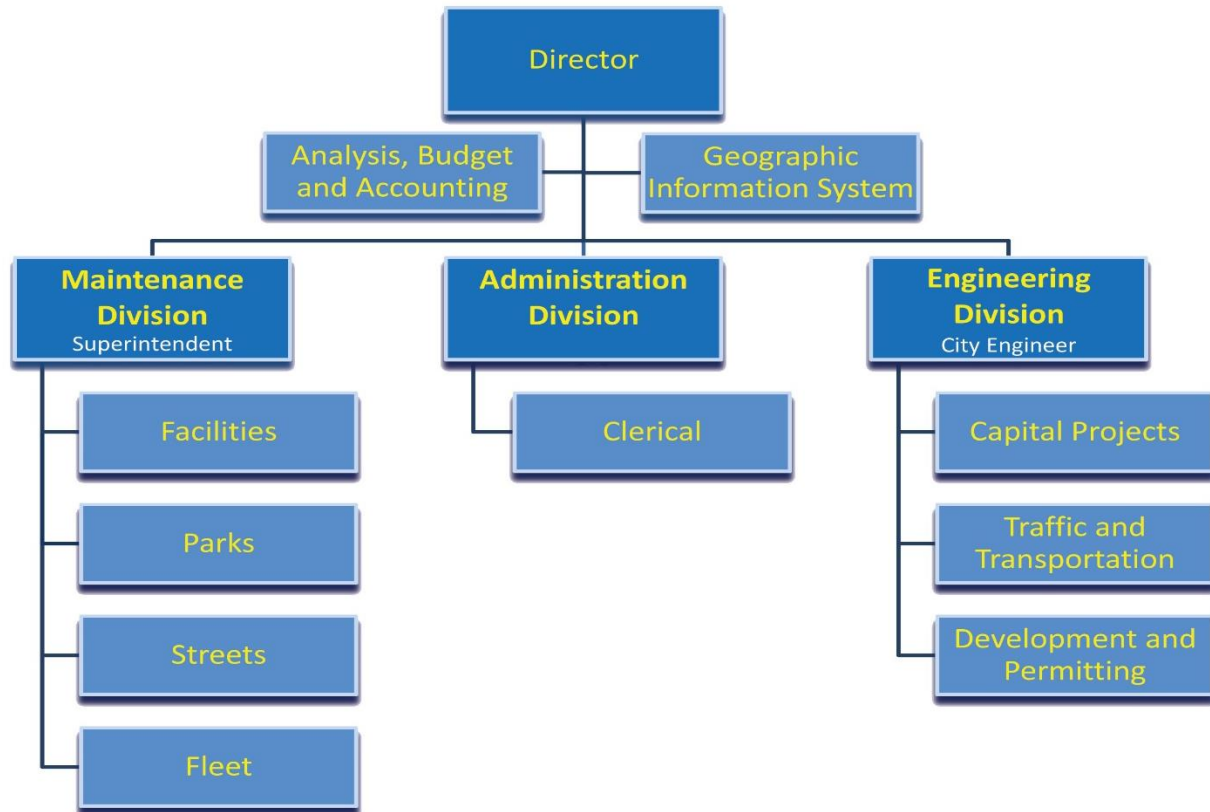 Director
Analysis, Budget
and Accounting
Geographic
Information System
Maintenance
Division
Superintendent
Administration
Division
Engineering
Division
City Engineer
Facilities
Parks
Streets
Fleet
Clerical
Capital Projects
Traffic and
Transportation
Development and
Permitting